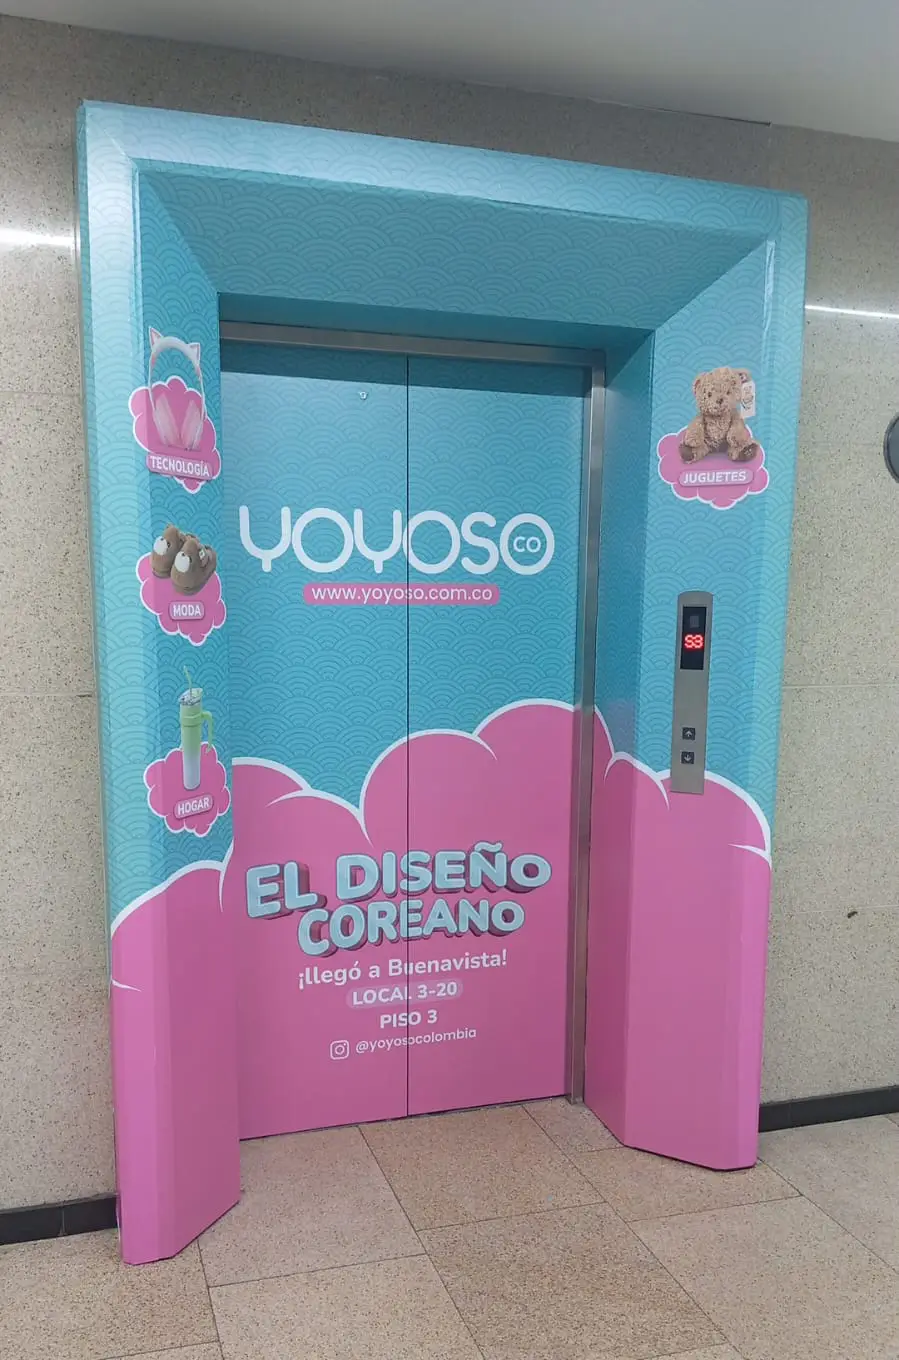 TECNOLOGÍA
MODA
HOGAR
YOYOSO CO
www.yoyoso.com.co
EL DISEÑO
COREANO
¡llegó a Buenavista!
LOCAL 3-20
PISO 3
@yoyosocolombia
JUGUETES
S3